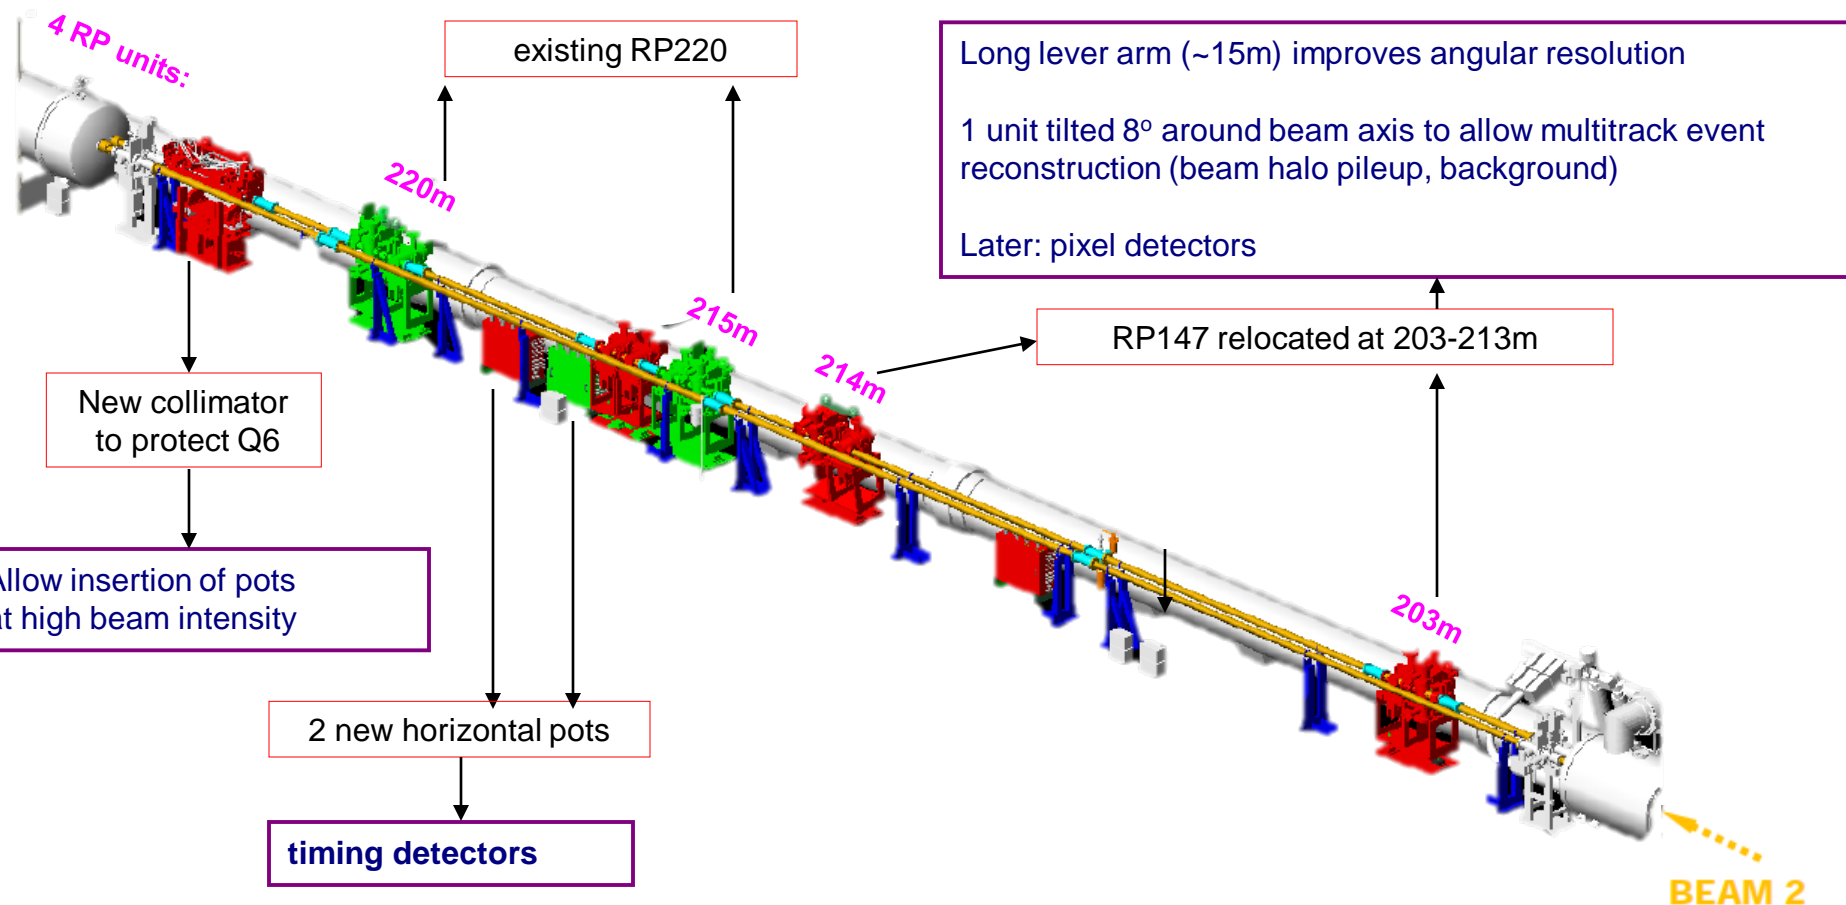 4 RP units:
existing RP220
Long lever arm (~15m) improves angular resolution
1 unit tilted 8º around beam axis to allow multitrack event
reconstruction (beam halo pileup, background)
Later: pixel detectors
220m
215m
214m
RP147 relocated at 203-213m
New collimator
to protect Q6
Allow insertion of pots
at high beam intensity
203m
2 new horizontal pots
timing detectors
BEAM 2